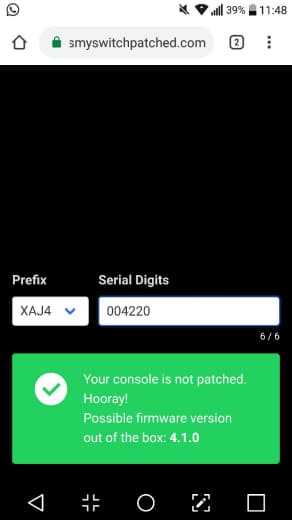 39% 11:48
smyswitchpatched.com 2
Prefix Serial Digits
XAJ4 004220
6 / 6
Your console is not patched.
Hooray!
Possible firmware version
out of the box: 4.1.0